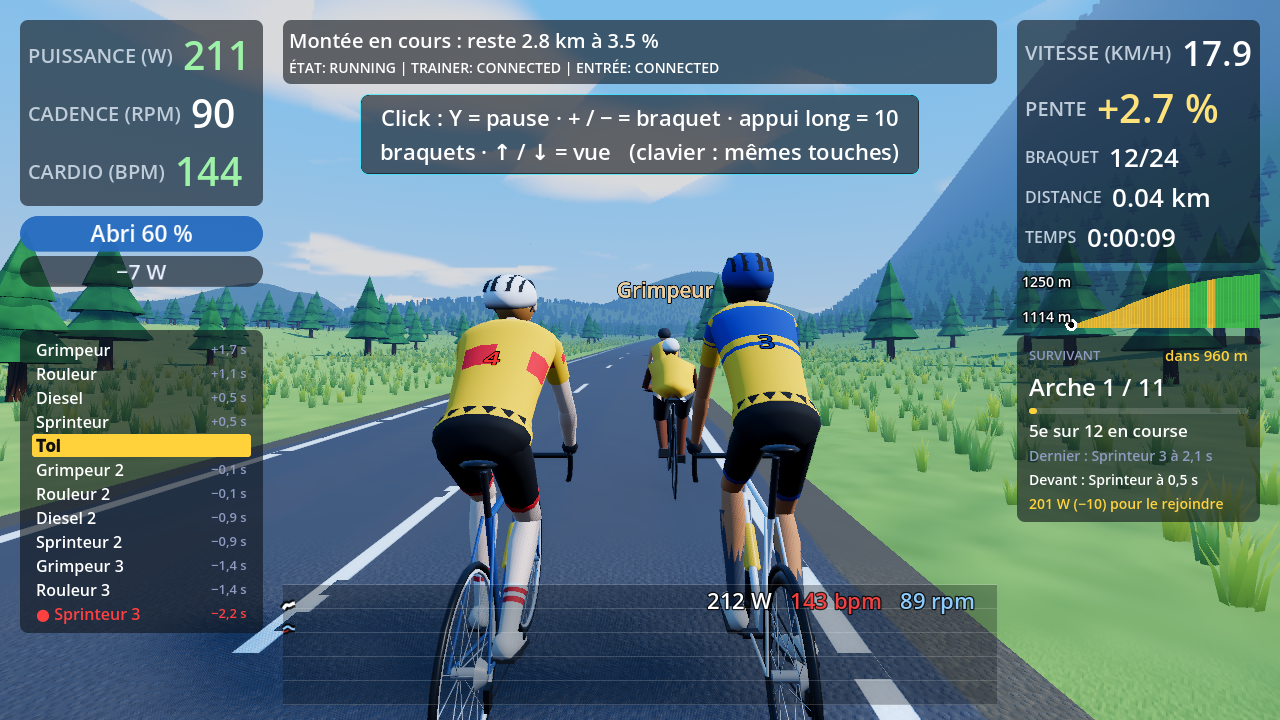 PUISSANCE (W) 211
CADENCE (RPM) 90
CARDIO (BPM) 144
Abri 60 %
−7 W
Montée en cours : reste 2.8 km à 3.5 %
ÉTAT: RUNNING | TRAINER: CONNECTED | ENTRÉE: CONNECTED
Click : Y = pause · + / − = braquet · appui long = 10
braquets · ↑ / ↓ = vue (clavier : mêmes touches)
VITESSE (KM/H) 17.9
PENTE +2.7 %
BRAQUET 12/24
DISTANCE 0.04 km
TEMPS 0:00:09
1250 m
1114 m
SURVIVANT dans 960 m
Arche 1 / 11
5e sur 12 en course
Dernier : Sprinteur 3 à 2,1 s
Devant : Sprinteur à 0,5 s
201 W (−10) pour le rejoindre
Grimpeur
4
3
Grimpeur +1,7 s
Rouleur +1,1 s
Diesel +0,5 s
Sprinteur +0,5 s
Toi
Grimpeur 2 −0,1 s
Rouleur 2 −0,1 s
Diesel 2 −0,9 s
Sprinteur 2 −0,9 s
Grimpeur 3 −1,4 s
Rouleur 3 −1,4 s
Sprinteur 3 −2,2 s
212 W 143 bpm 89 rpm